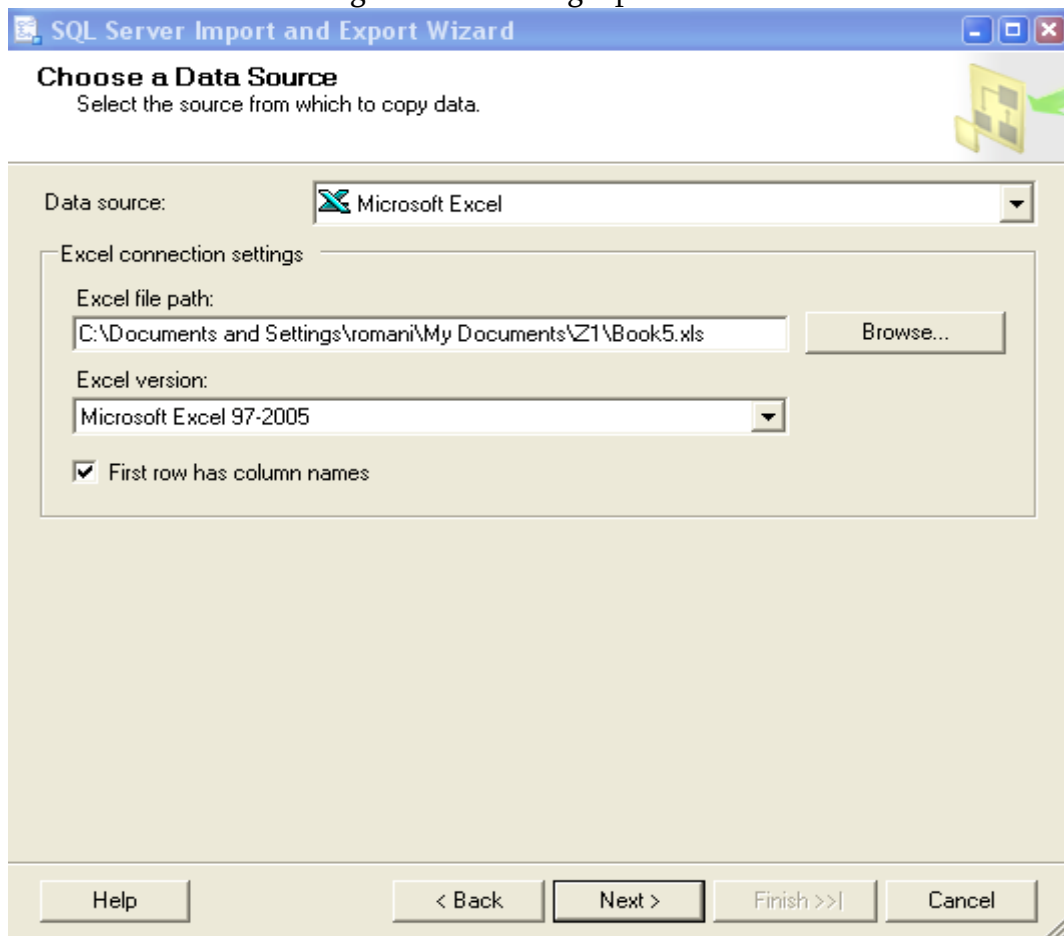 SQL Server Import and Export Wizard
Choose a Data Source
Select the source from which to copy data.
Data source: Microsoft Excel
Excel connection settings
Excel file path:
C:\Documents and Settings\romani\My Documents\Z1\Book5.xls Browse...
Excel version:
Microsoft Excel 97-2005
First row has column names
Help < Back Next > Finish >>| Cancel